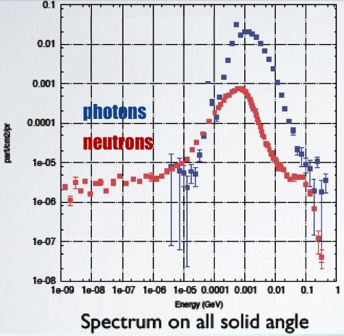 0.1
0.01
0.001
0.0001
1e-05
1e-06
1e-07
1e-08
part/cm2/pr
photons
neutrons
1e-09 1e-08 1e-07 1e-06 1e-05 0.0001 0.001 0.01 0.1 1
Energy (GeV)
Spectrum on all solid angle